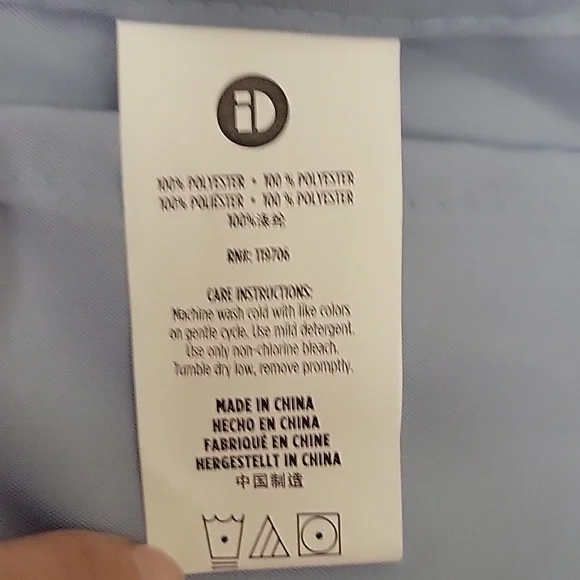 iD
100% POLYESTER • 100 % POLYESTER
100% POLIESTER • 100 % POLYESTER
100%涤纶
RN#: 119706
CARE INSTRUCTIONS:
Machine wash cold with like colors
on gentle cycle. Use mild detergent.
Use only non-chlorine bleach.
Tumble dry low, remove promptly.
MADE IN CHINA
HECHO EN CHINA
FABRIQUÉ EN CHINE
HERGESTELLT IN CHINA
中国制造